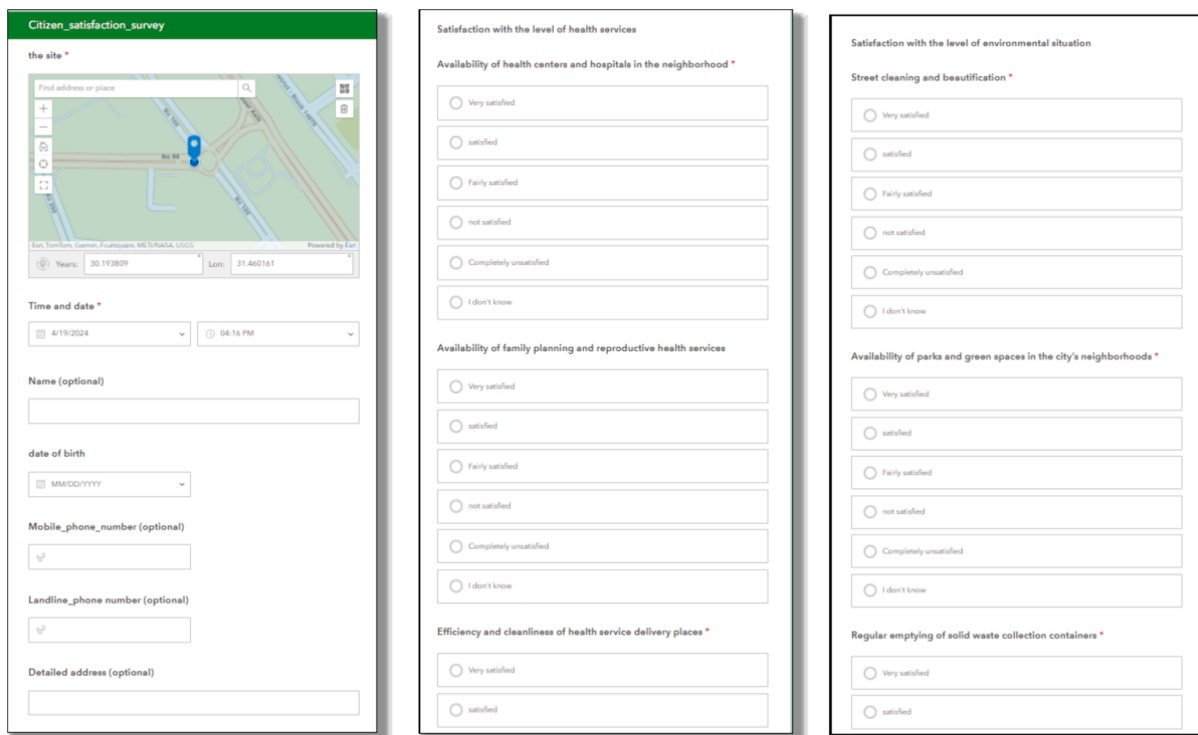 Citizen_satisfaction_survey
the site *
Find address or place
No 98
No 180
No 180
Esri, TomTom, Garmin, Foursquare, METI/NASA, USGS
Powered by Esri
Years:
30.193809
Lon:
31.460161
Time and date *
4/19/2024
04:16 PM
Name (optional)
date of birth
MM/DD/YYYY
Mobile_phone_number (optional)
Landline_phone number (optional)
Detailed address (optional)
Satisfaction with the level of health services
Availability of health centers and hospitals in the neighborhood *
Very satisfied
satisfied
Fairly satisfied
not satisfied
Completely unsatisfied
I don't know
Availability of family planning and reproductive health services
Very satisfied
satisfied
Fairly satisfied
not satisfied
Completely unsatisfied
I don't know
Efficiency and cleanliness of health service delivery places *
Very satisfied
satisfied
Satisfaction with the level of environmental situation
Street cleaning and beautification *
Very satisfied
satisfied
Fairly satisfied
not satisfied
Completely unsatisfied
I don't know
Availability of parks and green spaces in the city's neighborhoods *
Very satisfied
satisfied
Fairly satisfied
not satisfied
Completely unsatisfied
I don't know
Regular emptying of solid waste collection containers *
Very satisfied
satisfied